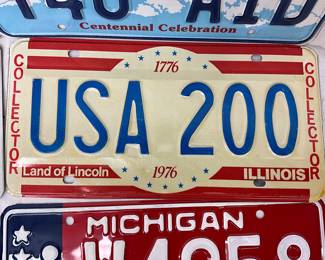 Centennial Celebration
1776
COLLECTOR
USA 200
COLLECTOR
Land of Lincoln
1976
ILLINOIS
MICHIGAN